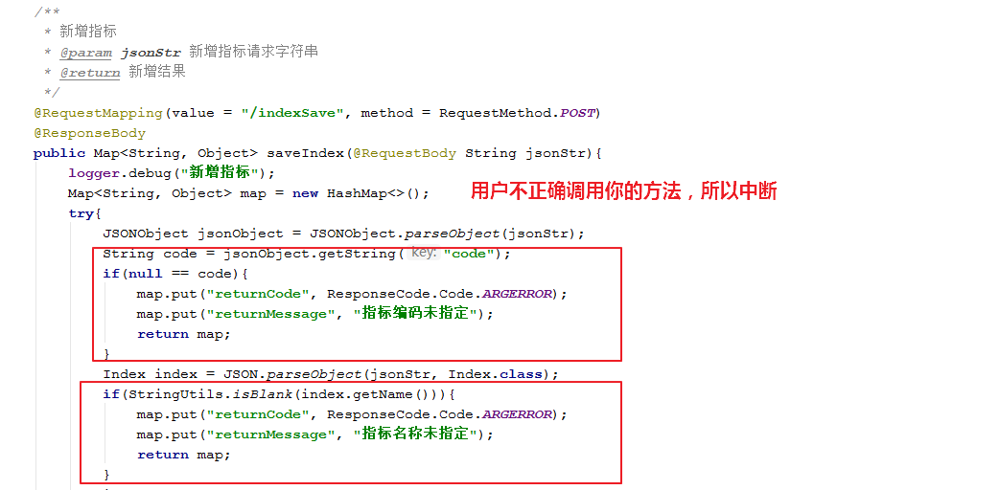 /**
 * 新增指标
 * @param jsonStr 新增指标请求字符串
 * @return 新增结果
 */
@RequestMapping(value = "/indexSave", method = RequestMethod.POST)
@ResponseBody
public Map<String, Object> saveIndex(@RequestBody String jsonStr){
    logger.debug("新增指标");
    Map<String, Object> map = new HashMap<>();
用户不正确调用你的方法，所以中断
    try{
        JSONObject jsonObject = JSONObject.parseObject(jsonStr);
        String code = jsonObject.getString( key: "code");
        if(null == code){
            map.put("returnCode", ResponseCode.Code.ARGERROR);
            map.put("returnMessage", "指标编码未指定");
            return map;
        }
        Index index = JSON.parseObject(jsonStr, Index.class);
        if(StringUtils.isBlank(index.getName())){
            map.put("returnCode", ResponseCode.Code.ARGERROR);
            map.put("returnMessage", "指标名称未指定");
            return map;
        }